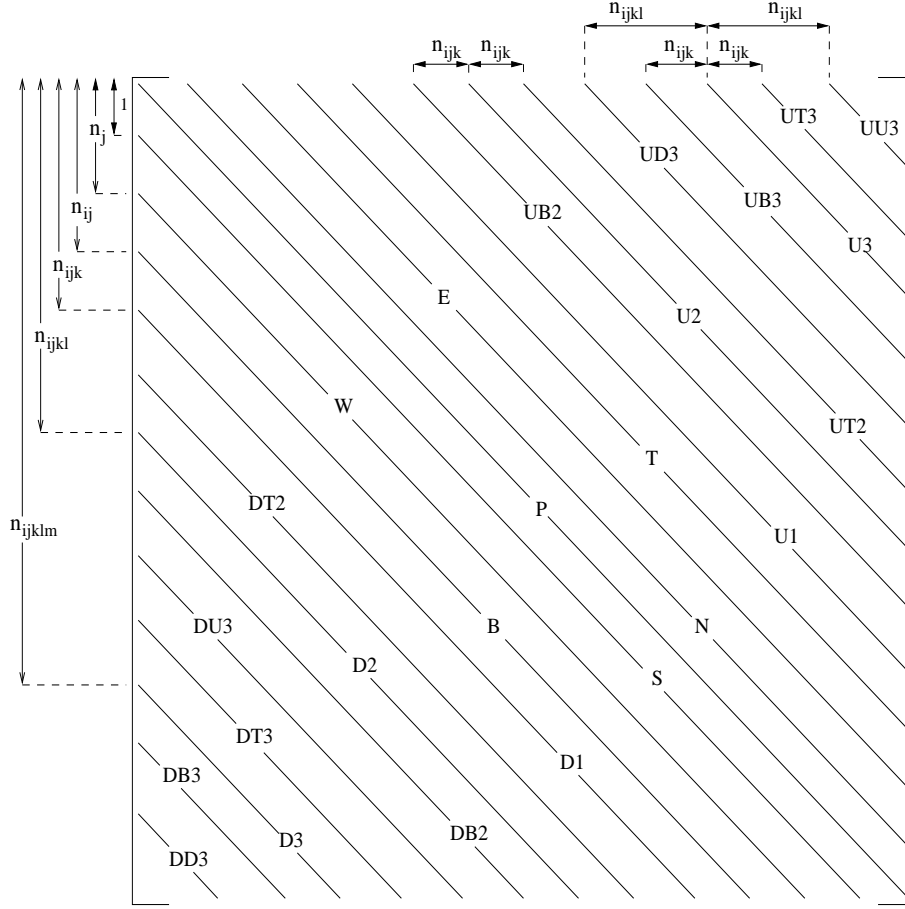 n_ijkl n_ijkl
n_ijk n_ijk n_ijk n_ijk
1
n_j
UT3
UU3
UD3
UB3
UB2
n_ij
U3
n_ijk
E
U2
n_ijkl
W
UT2
T
DT2
P
n_ijklm
U1
DU3
B
N
D2
S
DT3
D1
DB3
DB2
D3
DD3